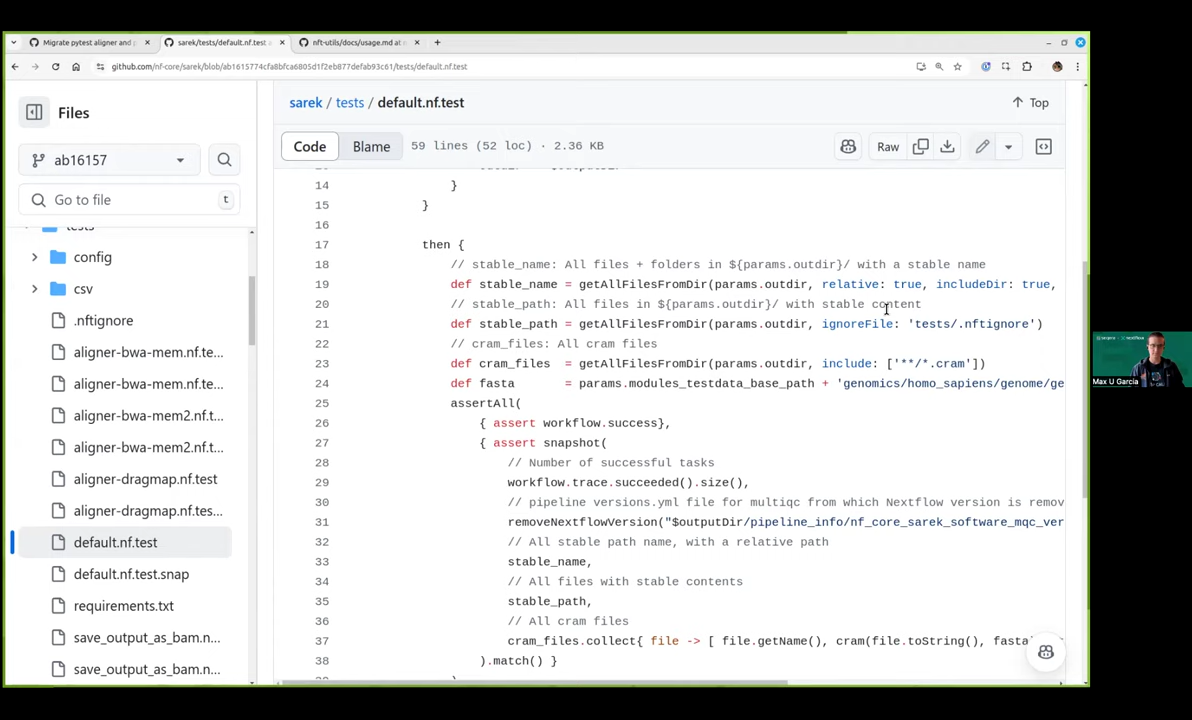 Migrate pytest aligner and p
sarek/tests/default.nf.test a
nft-utils/docs/usage.md at m
github.com/nf-core/sarek/blob/ab1615774cfa8bfca6805d1f2eb877defab93c61/tests/default.nf.test
Files
sarek / tests / default.nf.test
Top
Code
Blame
59 lines (52 loc) · 2.36 KB
Raw
ab16157
Go to file
t
tests
config
csv
.nftignore
aligner-bwa-mem.nf.te...
aligner-bwa-mem.nf.te...
aligner-bwa-mem2.nf.t...
aligner-bwa-mem2.nf.t...
aligner-dragmap.nf.test
aligner-dragmap.nf.tes...
default.nf.test
default.nf.test.snap
requirements.txt
save_output_as_bam.n...
save_output_as_bam.n...
14 }
15 }
16
17 then {
18 // stable_name: All files + folders in ${params.outdir}/ with a stable name
19 def stable_name = getAllFilesFromDir(params.outdir, relative: true, includeDir: true,
20 // stable_path: All files in ${params.outdir}/ with stable content
21 def stable_path = getAllFilesFromDir(params.outdir, ignoreFile: 'tests/.nftignore')
22 // cram_files: All cram files
23 def cram_files = getAllFilesFromDir(params.outdir, include: ['**/*.cram'])
24 def fasta = params.modules_testdata_base_path + 'genomics/homo_sapiens/genome/ge
25 assertAll(
26 { assert workflow.success},
27 { assert snapshot(
28 // Number of successful tasks
29 workflow.trace.succeeded().size(),
30 // pipeline versions.yml file for multiqc from which Nextflow version is remov
31 removeNextflowVersion("$outputDir/pipeline_info/nf_core_sarek_software_mqc_ver
32 // All stable path name, with a relative path
33 stable_name,
34 // All files with stable contents
35 stable_path,
36 // All cram files
37 cram_files.collect{ file -> [ file.getName(), cram(file.toString(), fasta
38 ).match() }
Max U Garcia